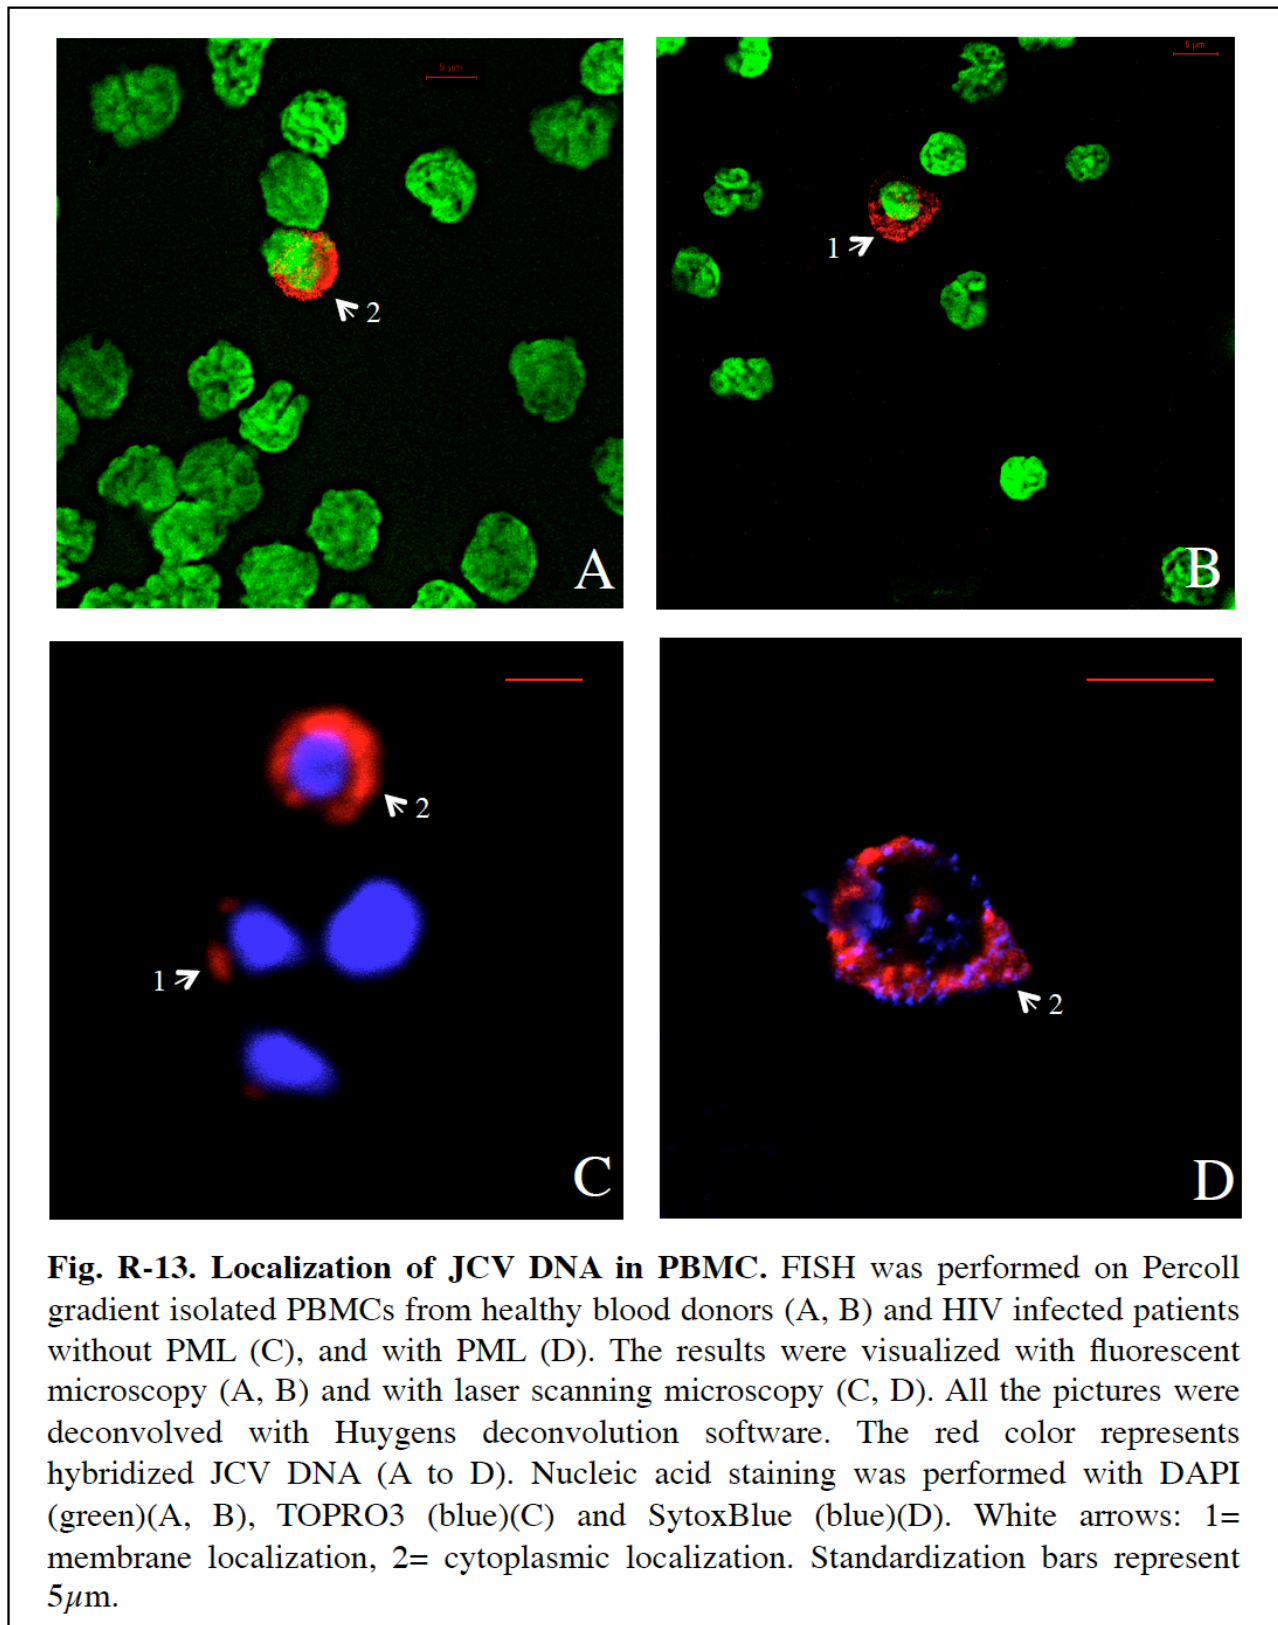 5 µm
5 µm
1
2
A
B
2
1
2
C
D
Fig. R-13. Localization of JCV DNA in PBMC. FISH was performed on Percoll
gradient isolated PBMCs from healthy blood donors (A, B) and HIV infected patients
without PML (C), and with PML (D). The results were visualized with fluorescent
microscopy (A, B) and with laser scanning microscopy (C, D). All the pictures were
deconvolved with Huygens deconvolution software. The red color represents
hybridized JCV DNA (A to D). Nucleic acid staining was performed with DAPI
(green)(A, B), TOPRO3 (blue)(C) and SytoxBlue (blue)(D). White arrows: 1=
membrane localization, 2= cytoplasmic localization. Standardization bars represent
5µm.